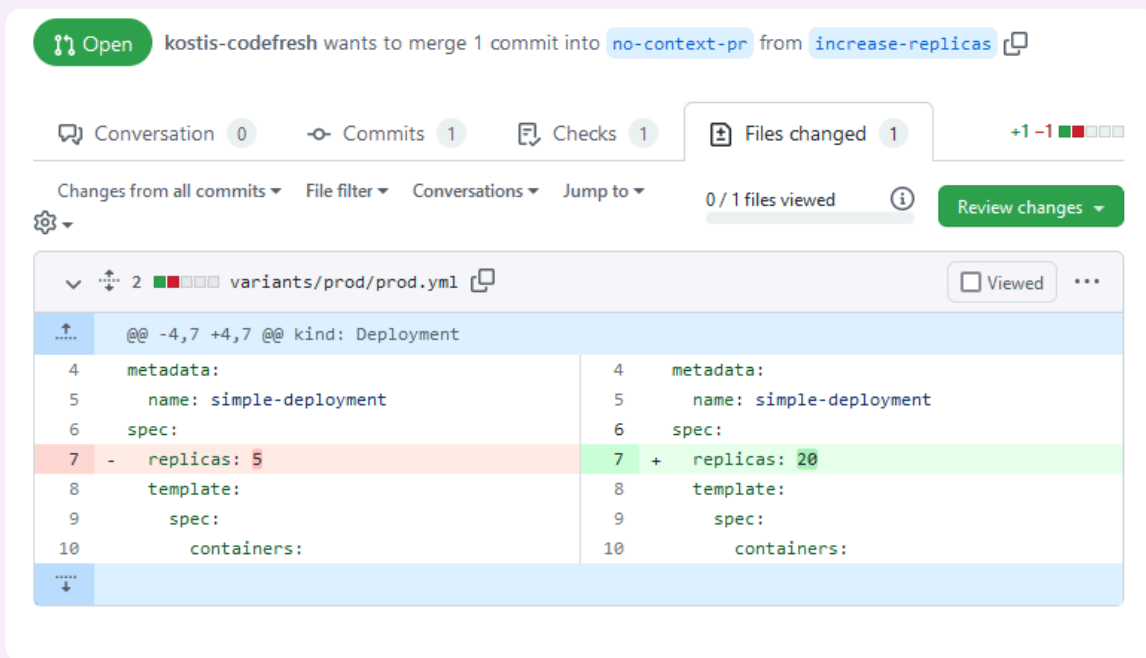 Open kostis-codefresh wants to merge 1 commit into no-context-pr from increase-replicas
Conversation 0 Commits 1 Checks 1 Files changed 1 +1 −1
Changes from all commits File filter Conversations Jump to 0 / 1 files viewed Review changes
2 variants/prod/prod.yml Viewed
@@ -4,7 +4,7 @@ kind: Deployment
4 metadata: 4 metadata:
5 name: simple-deployment 5 name: simple-deployment
6 spec: 6 spec:
7 - replicas: 5 7 + replicas: 20
8 template: 8 template:
9 spec: 9 spec:
10 containers: 10 containers: